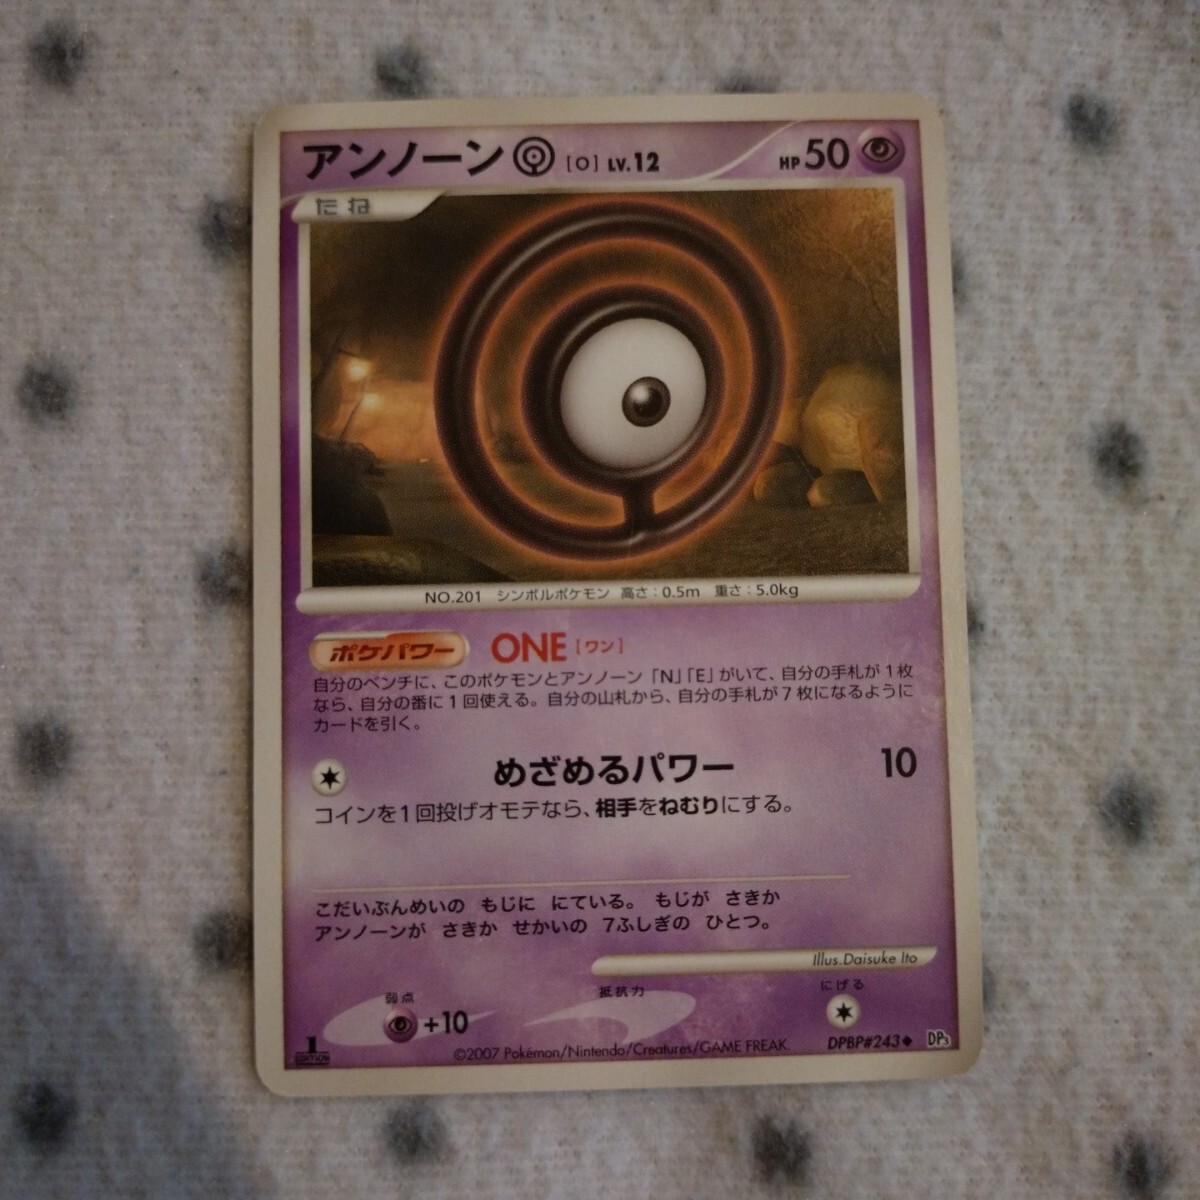 アンノーン [O] LV.12 HP 50
たね
NO.201 シンボルポケモン 高さ:0.5m 重さ:5.0kg
ポケパワー ONE [ワン]
自分のベンチに、このポケモンとアンノーン「N」「E」がいて、自分の手札が1枚
なら、自分の番に1回使える。自分の山札から、自分の手札が7枚になるように
カードを引く。
めざめるパワー 10
コインを1回投げオモテなら、相手をねむりにする。
こだいぶんめいの もじに にている。 もじが さきか
アンノーンが さきか せかいの 7ふしぎの ひとつ。
Illus.Daisuke Ito
弱点 抵抗力 にげる
+10
1 EDITION ©2007 Pokémon/Nintendo/Creatures/GAME FREAK. DPBP#243◆ DP3